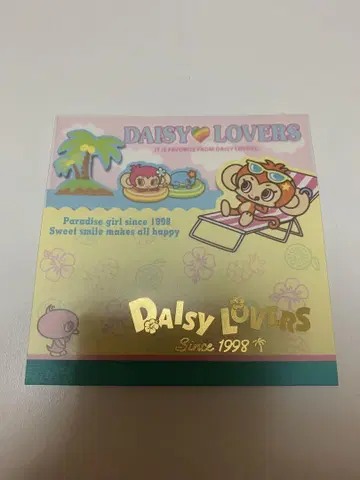 DAISY LOVERS
IT IS FAVORITE FROM DAISY LOVERS.
Paradise girl since 1998
Sweet smile makes all happy
DAISY LOVERS
Since 1998